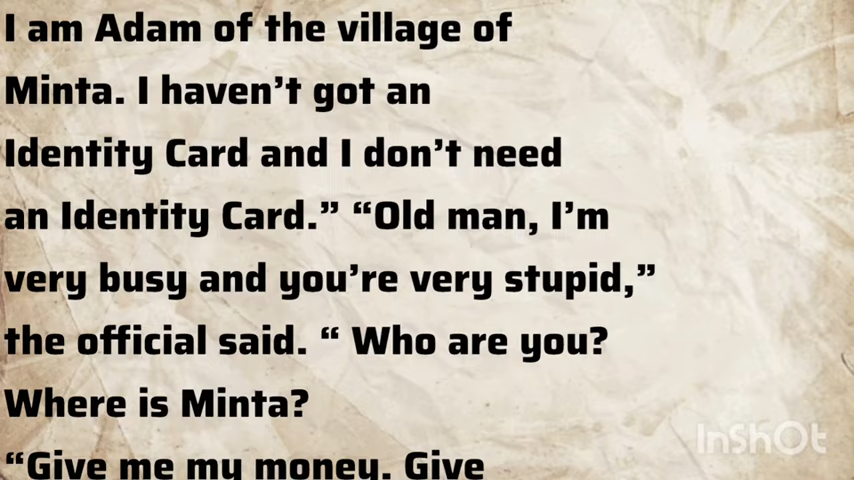 I am Adam of the village of
Minta. I haven’t got an
Identity Card and I don’t need
an Identity Card.” “Old man, I’m
very busy and you’re very stupid,”
the official said. “ Who are you?
Where is Minta?
“Give me my money. Give
InShOt